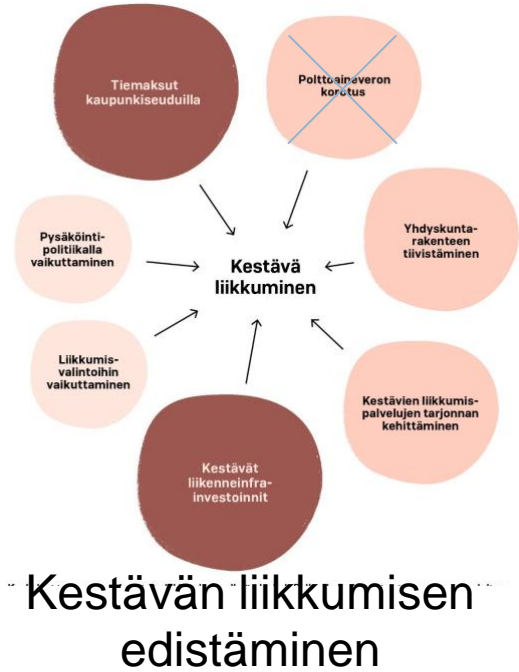 Tiemaksut
kaupunkiseuduilla
Polttoaineveron
korotus
Pysäköinti-
politiikalla
vaikuttaminen
Kestävä
liikkuminen
Yhdyskunta-
rakenteen
tiivistäminen
Liikkumis-
valintoihin
vaikuttaminen
Kestävien liikkumis-
palvelujen tarjonnan
kehittäminen
Kestävät
liikenneinfra-
investoinnit
Kestävän liikkumisen
edistäminen